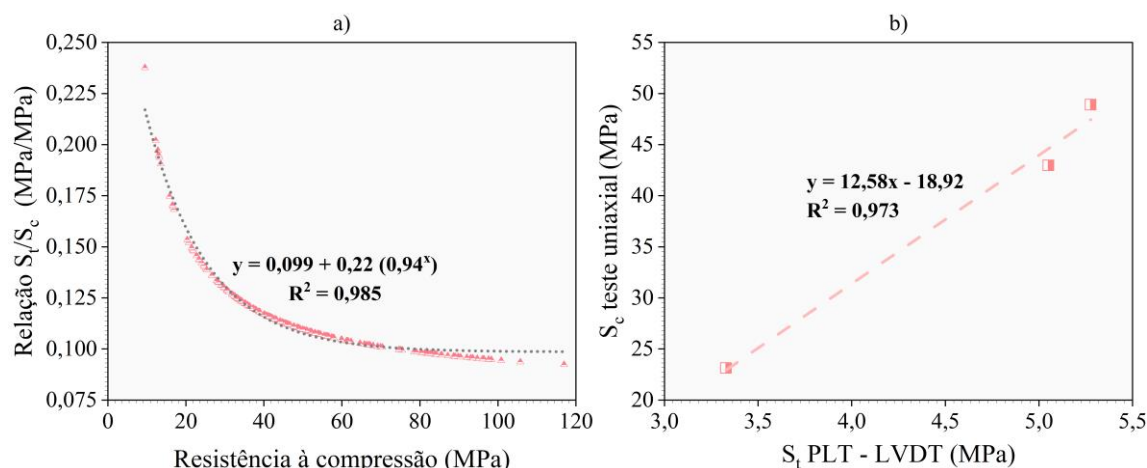 a)
0,250
0,225
0,200
0,175
0,150
0,125
0,100
0,075
Relação S_t/S_c (MPa/MPa)
y = 0,099 + 0,22 (0,94^x)
R² = 0,985
0 20 40 60 80 100 120
Resistência à compressão (MPa)
b)
55
50
45
40
35
30
25
20
S_c teste uniaxial (MPa)
y = 12,58x - 18,92
R² = 0,973
3,0 3,5 4,0 4,5 5,0 5,5
S_t PLT - LVDT (MPa)